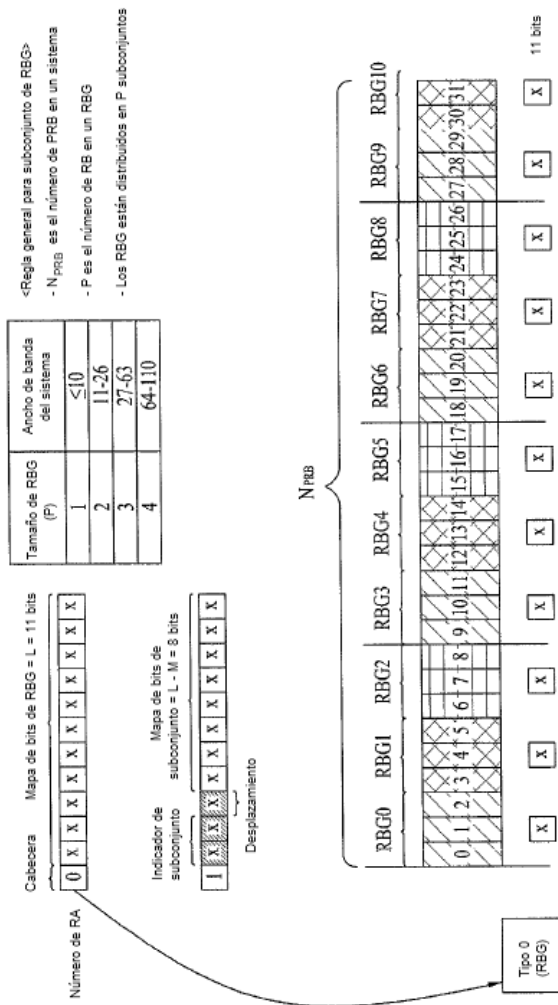 Cabeoera
Mapa de bits de RBG = L = 11 bits
Número de RA
0 X X X X X X X X X X X
Indicador de subconjunto
Mapa de bits de subconjunto = L - M = 8 bits
1 X X X X X X X X X X X
Desplazamiento
Tamaño de RBG (P)
Ancho de banda del sistema
1 ≤10
2 11-26
3 27-63
4 64-110
<Regla general para subconjunto de RBG>
- NPRB es el número de PRB en un sistema
- P es el número de RB en un RBG
- Los RBG están distribuidos en P subconjuntos
NPRB
RBG0 RBG1 RBG2 RBG3 RBG4 RBG5 RBG6 RBG7 RBG8 RBG9 RBG10
0 1 2 3 4 5 6 7 8 9 10 11 12 13 14 15 16 17 18 19 20 21 22 23 24 25 26 27 28 29 30 31
Tipo 0
(RBG)
X X X X X X X X X X X
11 bits